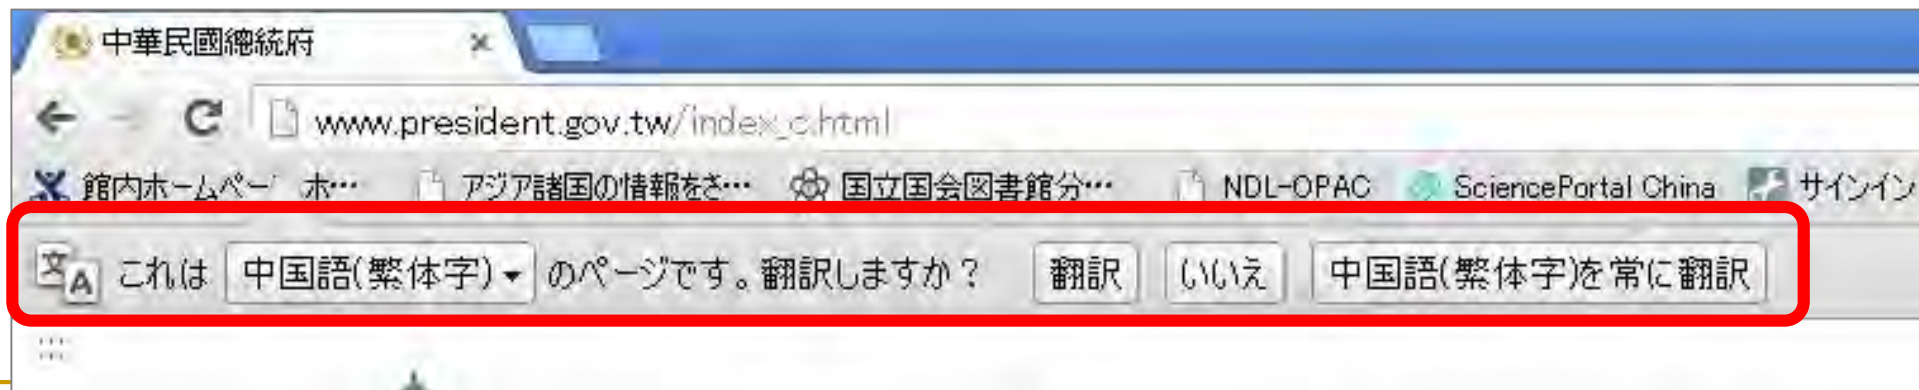 中華民國總統府 ×
www.president.gov.tw/index_c.html
館内ホームページ ホ… アジア諸国の情報をさ… 国立国会図書館分… NDL-OPAC SciencePortal China サインイン
文A これは 中国語(繁体字) のページです。翻訳しますか? 翻訳 いいえ 中国語(繁体字)を常に翻訳